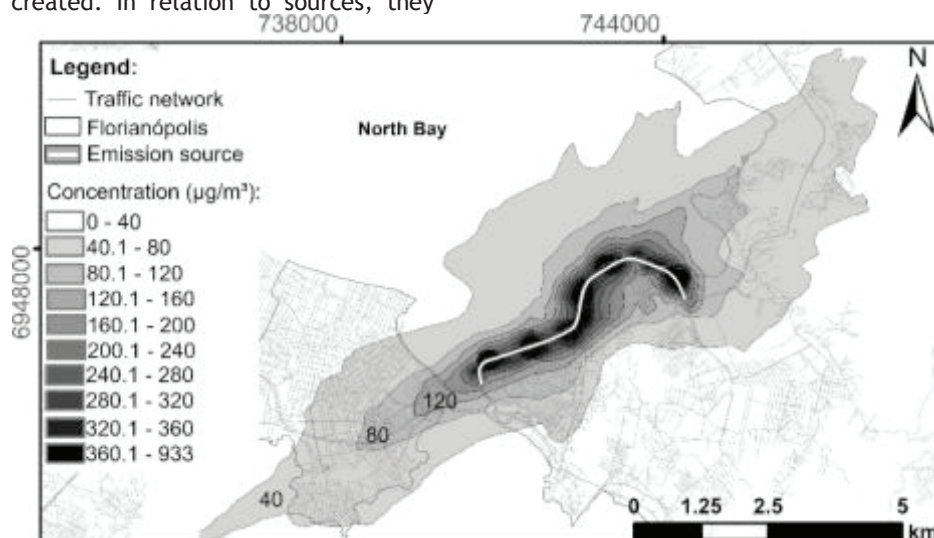 created. In relation to sources, they
738000 744000
Legend:
Traffic network
Florianópolis
Emission source
Concentration (µg/m³):
0 - 40
40.1 - 80
80.1 - 120
120.1 - 160
160.1 - 200
200.1 - 240
240.1 - 280
280.1 - 320
320.1 - 360
360.1 - 933
6948000
North Bay
N
120
80
40
0 1.25 2.5 5
km